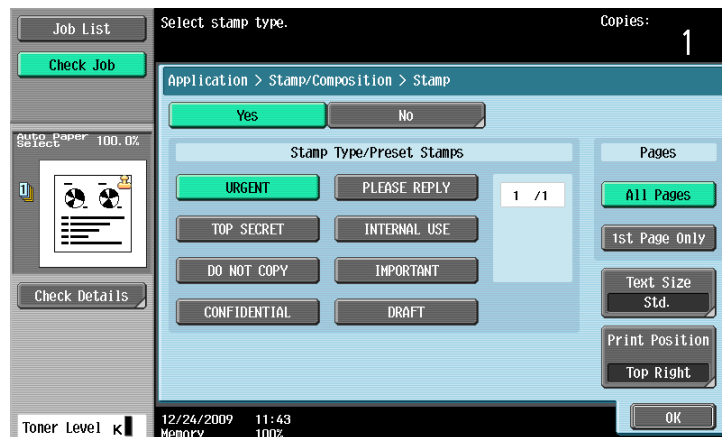 Job List
Select stamp type.
Copies:
1
Check Job
Application > Stamp/Composition > Stamp
Yes
No
Auto Paper
Select
100.0%
Stamp Type/Preset Stamps
Pages
URGENT
PLEASE REPLY
1 /1
All Pages
TOP SECRET
INTERNAL USE
1st Page Only
DO NOT COPY
IMPORTANT
Text Size
Std.
Check Details
CONFIDENTIAL
DRAFT
Print Position
Top Right
Toner Level K
12/24/2009 11:43
Memory 100%
OK